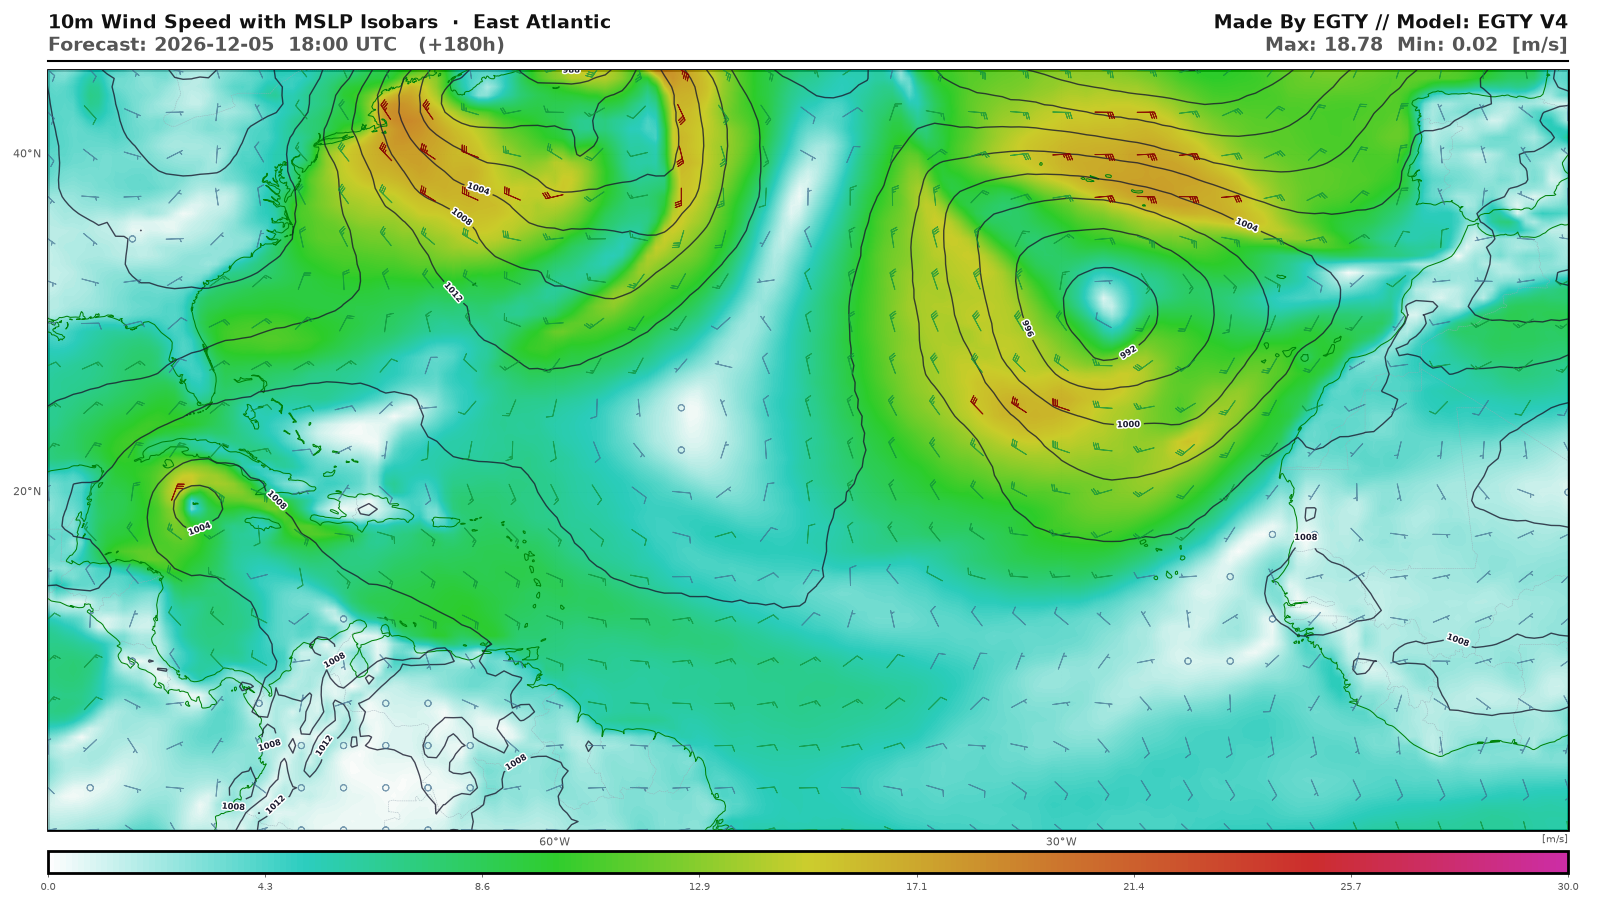 10m Wind Speed with MSLP Isobars · East Atlantic
Made By EGTY // Model: EGTY V4
Forecast: 2026-12-05 18:00 UTC (+180h)
Max: 18.78 Min: 0.02 [m/s]
40°N
1004
1008
1004
1012
996
992
1000
20°N
1008
1004
1008
1008
1008
1008
1012
1008
1008
1012
60°W
30°W
[m/s]
0.0 4.3 8.6 12.9 17.1 21.4 25.7 30.0